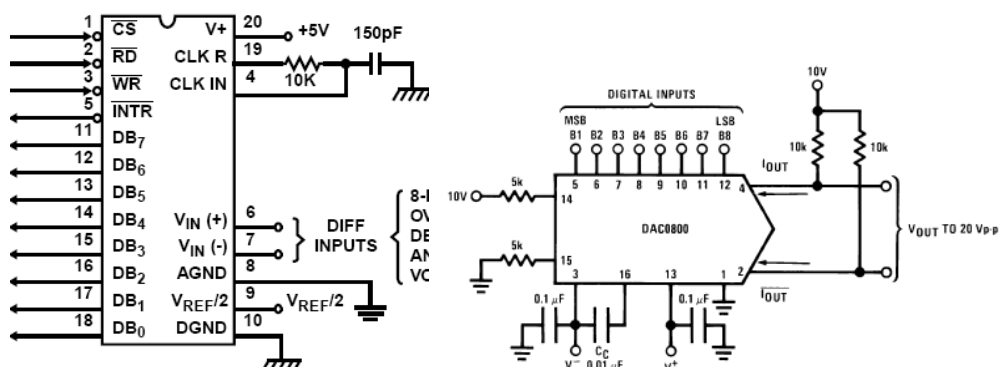 1 CS V+ 20 +5V 150pF
2 RD CLK R 19 10K
3 WR CLK IN 4
5 INTR
11 DB7
12 DB6
13 DB5
14 DB4 VIN (+) 6
15 DB3 VIN (-) 7
DIFF
INPUTS
16 DB2 AGND 8
17 DB1 VREF/2 9 VREF/2
18 DB0 DGND 10
DIGITAL INPUTS
MSB LSB
B1 B2 B3 B4 B5 B6 B7 B8
5 6 7 8 9 10 11 12
10V
10k 10k
IOUT
10V 5k 14 4
DAC0800
VOUT TO 20 Vp-p
5k 15 2
IOUT
3 16 13 1
0.1 µF 0.1 µF
V− CC V+
0.01 µF